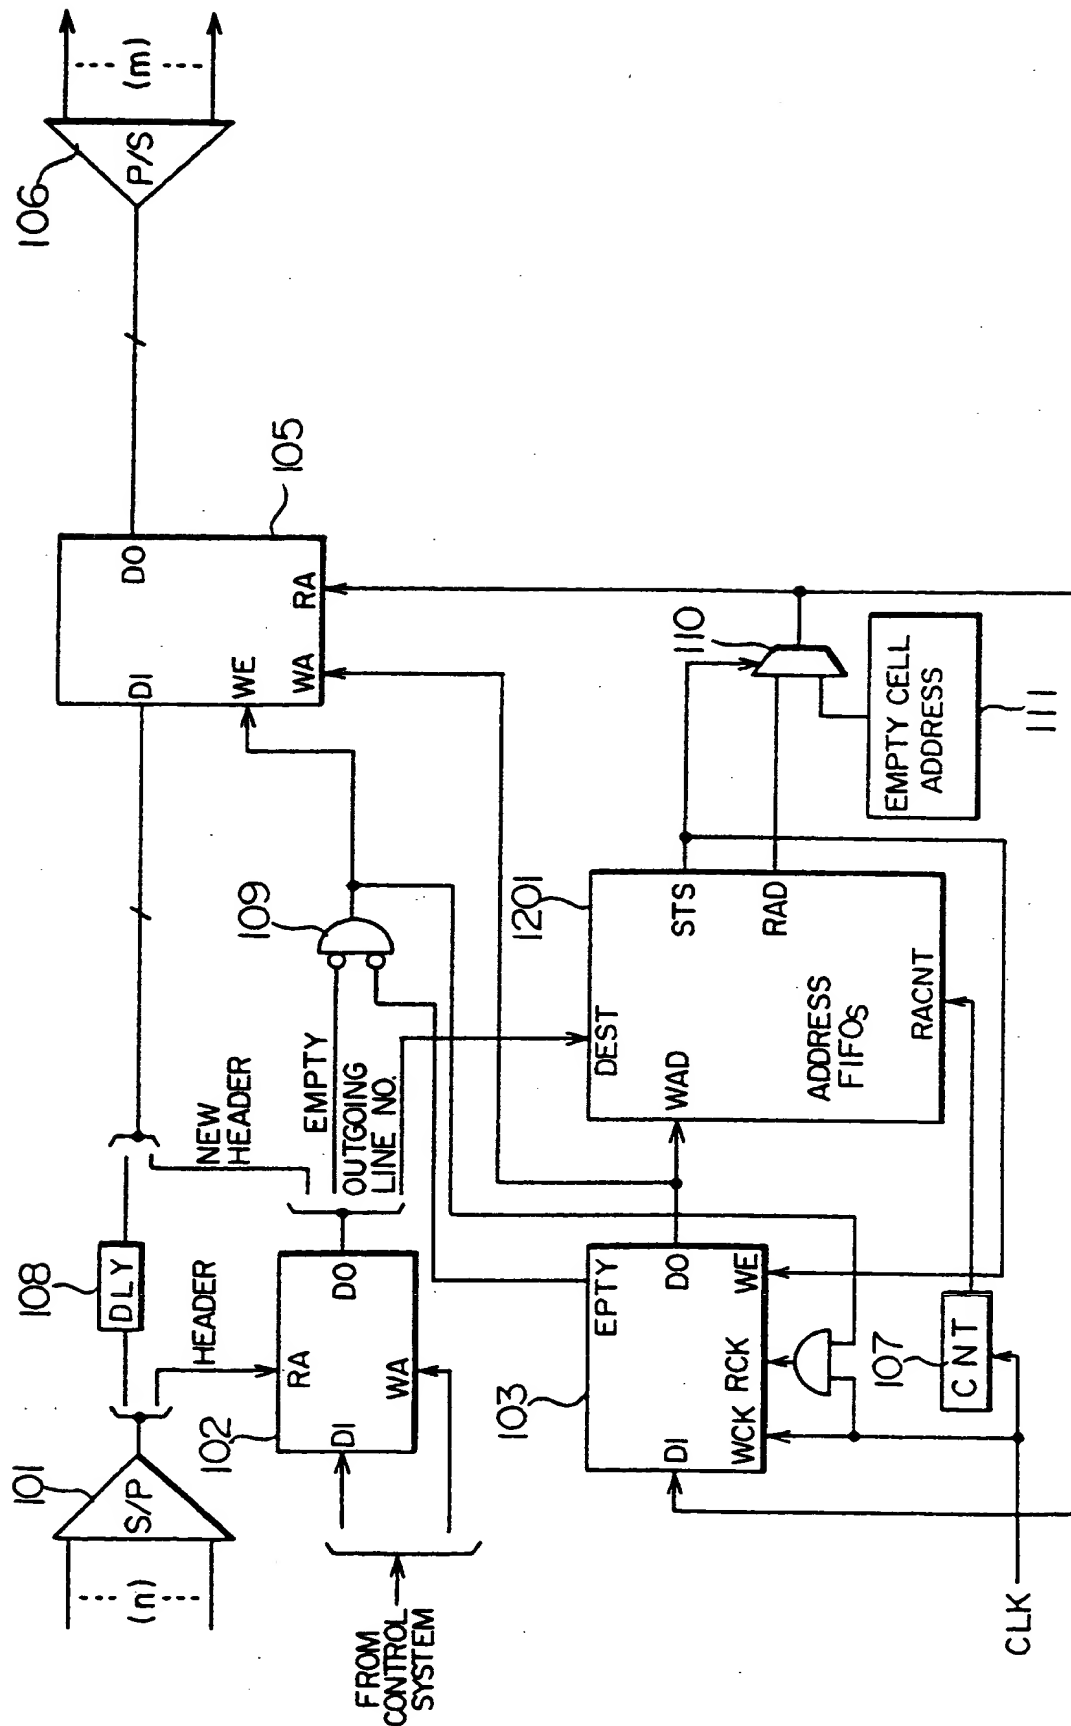 101
S/P
(n)
108
DLY
HEADER
NEW
HEADER
102
RA
DI
WA
DO
FROM
CONTROL
SYSTEM
EMPTY
OUTGOING
LINE NO.
109
105
DI
DO
WE
WA
RA
106
P/S
(m)
103
EPTY
DI
DO
WCK
RCK
WE
107
CNT
CLK
1201
DEST
WAD
STS
RAD
ADDRESS
FIFOs
RACNT
110
EMPTY CELL
ADDRESS
111